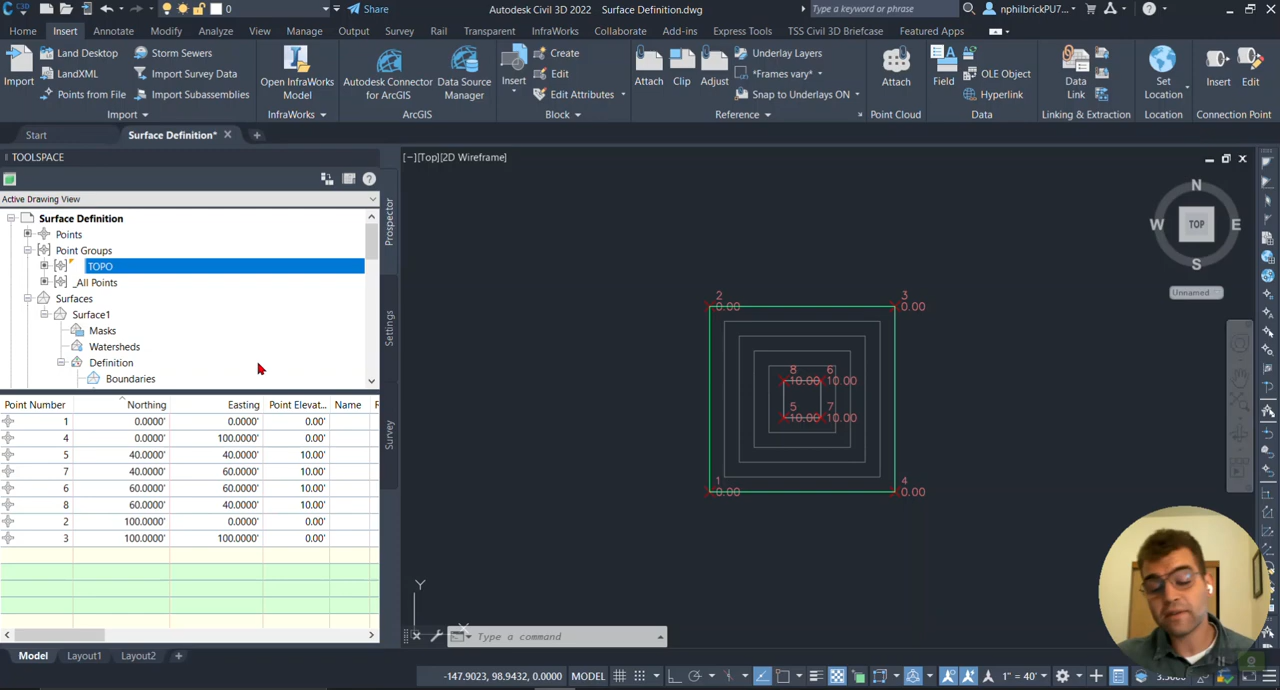 C3D
0
Share
Autodesk Civil 3D 2022
Surface Definition.dwg
Type a keyword or phrase
nphilbrickPU7...
Home Insert Annotate Modify Analyze View Manage Output Survey Rail Transparent InfraWorks Collaborate Add-ins Express Tools TSS Civil 3D Briefcase Featured Apps
Import
Land Desktop
LandXML
Points from File
Storm Sewers
Import Survey Data
Import Subassemblies
Open InfraWorks
Model
Autodesk Connector
for ArcGIS
Data Source
Manager
Insert
Create
Edit
Edit Attributes
Attach
Clip
Adjust
Underlay Layers
*Frames vary*
Snap to Underlays ON
Attach
Field
OLE Object
Hyperlink
Data
Link
Set
Location
Insert
Edit
Import
InfraWorks
ArcGIS
Block
Reference
Point Cloud
Data
Linking & Extraction
Location
Connection Point
Start
Surface Definition*
TOOLSPACE
Active Drawing View
Surface Definition
Points
Point Groups
TOPO
_All Points
Surfaces
Surface1
Masks
Watersheds
Definition
Boundaries
Prospector
Settings
Survey
Point Number Northing Easting Point Elevat... Name
1 0.0000' 0.0000' 0.00'
4 0.0000' 100.0000' 0.00'
5 40.0000' 40.0000' 10.00'
7 40.0000' 60.0000' 10.00'
6 60.0000' 60.0000' 10.00'
8 60.0000' 40.0000' 10.00'
2 100.0000' 0.0000' 0.00'
3 100.0000' 100.0000' 0.00'
[−][Top][2D Wireframe]
N
W TOP E
S
Unnamed
2
0.00
3
0.00
8
10.00
6
10.00
5
10.00
7
10.00
1
0.00
4
0.00
Y
Type a command
Model Layout1 Layout2
-147.9023, 98.9432, 0.0000
MODEL
1" = 40'